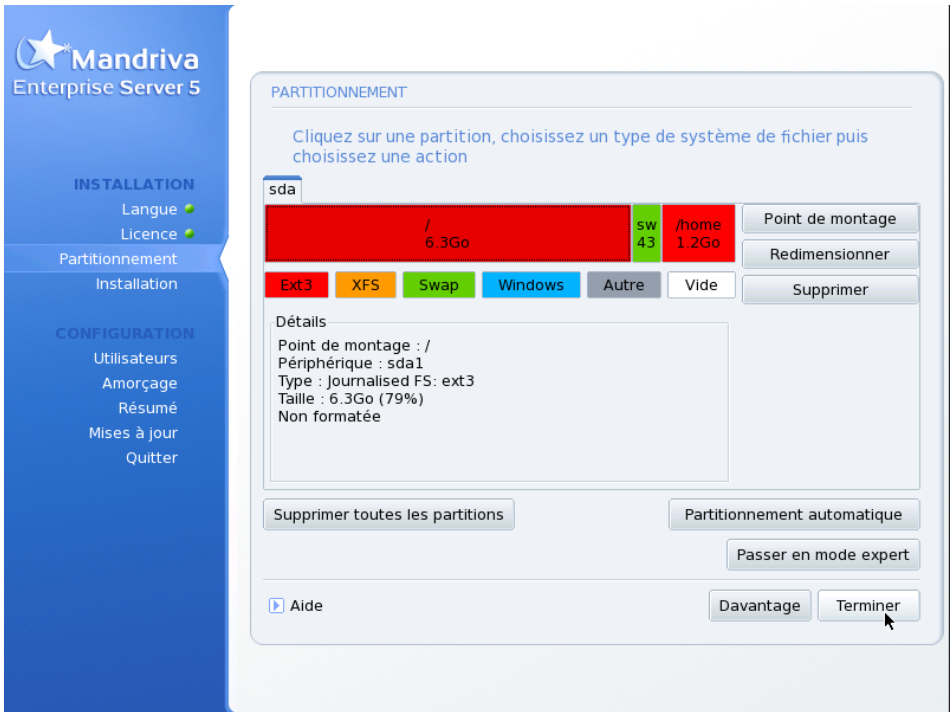 Mandriva
Enterprise Server 5
INSTALLATION
Langue
Licence
Partitionnement
Installation
CONFIGURATION
Utilisateurs
Amorçage
Résumé
Mises à jour
Quitter
PARTITIONNEMENT
Cliquez sur une partition, choisissez un type de système de fichier puis
choisissez une action
sda
/
6.3Go
sw
43
/home
1.2Go
Point de montage
Redimensionner
Supprimer
Ext3 XFS Swap Windows Autre Vide
Détails
Point de montage : /
Périphérique : sda1
Type : Journalised FS: ext3
Taille : 6.3Go (79%)
Non formatée
Supprimer toutes les partitions
Partitionnement automatique
Passer en mode expert
Aide
Davantage
Terminer